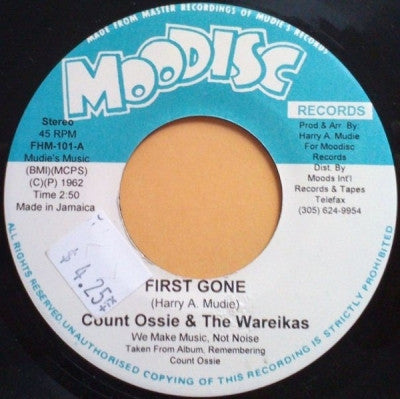 MADE FROM MASTER RECORDINGS OF MUDIE'S RECORDS
MOODISC
RECORDS
Stereo
45 RPM
FHM-101-A
Mudie's Music
(BMI)(MCPS)
(C)(P) 1962
Time 2:50
Made in Jamaica
Prod & Arr By:
Harry A. Mudie
For Moodisc
Records
Dist. By
Moods Int'l
Records & Tapes
Telefax
(305) 624-9954
$ 4.25
FIRST GONE
(Harry A. Mudie)
Count Ossie & The Wareikas
We Make Music, Not Noise
Taken From Album, Remembering
Count Ossie
ALL RIGHTS RESERVED UNAUTHORISED COPYING OF THIS RECORDING IS STRICTLY PROHIBITED